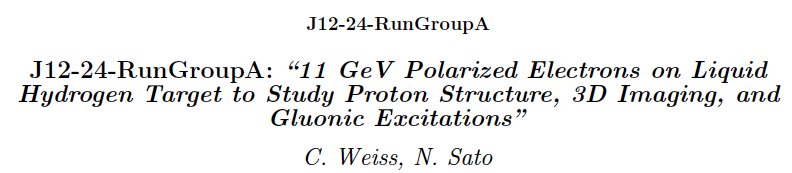 J12-24-RunGroupA
J12-24-RunGroupA: “11 GeV Polarized Electrons on Liquid
Hydrogen Target to Study Proton Structure, 3D Imaging, and
Gluonic Excitations”
C. Weiss, N. Sato